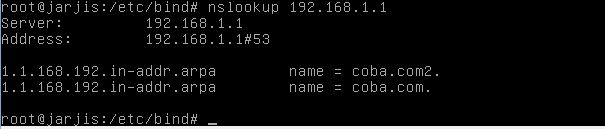 root@jarjis:/etc/bind# nslookup 192.168.1.1
Server: 192.168.1.1
Address: 192.168.1.1#53
1.1.168.192.in-addr.arpa name = coba.com2.
1.1.168.192.in-addr.arpa name = coba.com.
root@jarjis:/etc/bind# _